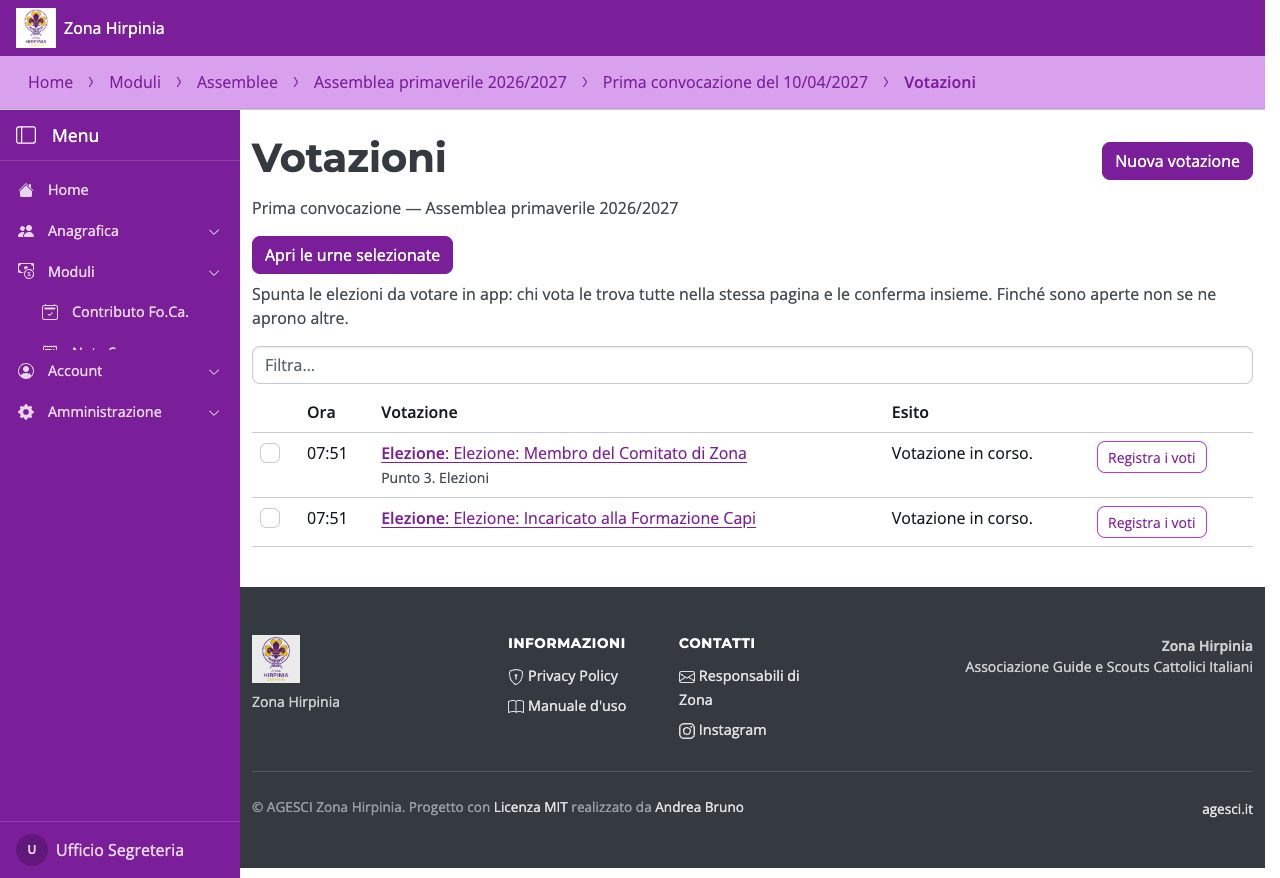 Zona Hirpinia
Home > Moduli > Assemblee > Assemblea primaverile 2026/2027 > Prima convocazione del 10/04/2027 > Votazioni
Menu
Home
Anagrafica
Moduli
Contributo Fo.Ca.
Account
Amministrazione
Ufficio Segreteria
U
Votazioni
Nuova votazione
Prima convocazione — Assemblea primaverile 2026/2027
Apri le urne selezionate
Spunta le elezioni da votare in app: chi vota le trova tutte nella stessa pagina e le conferma insieme. Finché sono aperte non se ne
aprono altre.
Filtra...
Ora Votazione Esito
07:51 Elezione: Elezione: Membro del Comitato di Zona Votazione in corso. Registra i voti
Punto 3. Elezioni
07:51 Elezione: Elezione: Incaricato alla Formazione Capi Votazione in corso. Registra i voti
HIRPINIA
Zona Hirpinia
INFORMAZIONI
Privacy Policy
Manuale d'uso
CONTATTI
Responsabili di
Zona
Instagram
Zona Hirpinia
Associazione Guide e Scouts Cattolici Italiani
© AGESCI Zona Hirpinia. Progetto con Licenza MIT realizzato da Andrea Bruno
agesci.it